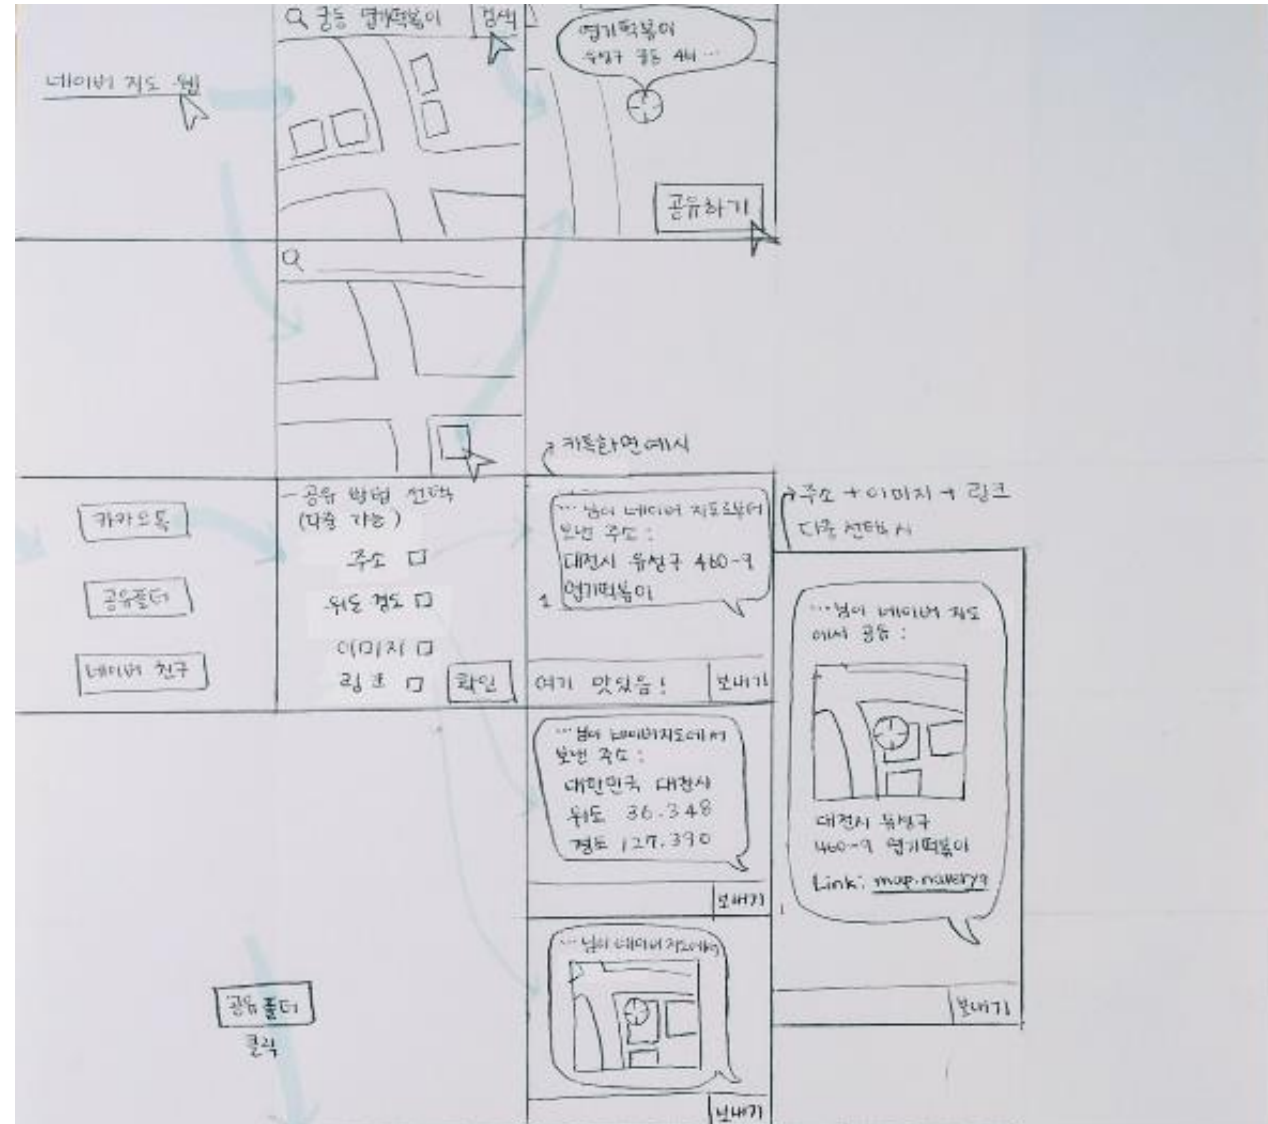 네이버 지도 웹
궁동 엽기떡볶이
검색
엽기떡볶이
유성구 궁동 4the...
공유하기
카톡화면 예시
카카오톡
공유폴더
네이버 친구
- 공유 방법 선택
(다중 가능)
주소
위도 경도
이미지
링크
확인
... 님이 네이버 지도로부터
보낸 주소 :
대전시 유성구 460-9
엽기떡볶이
1
여기 맛있음!
보내기
... 님이 네이버지도에서
보낸 주소 :
대한민국 대전시
위도 36.348
경도 127.390
보내기
... 님이 네이버 지도에서
보내기
주소 + 이미지 + 링크
다중 선택 시
... 님이 네이버 지도
에서 공유 :
대전시 유성구
460-9 엽기떡볶이
Link:
보내기
공유폴더
클릭